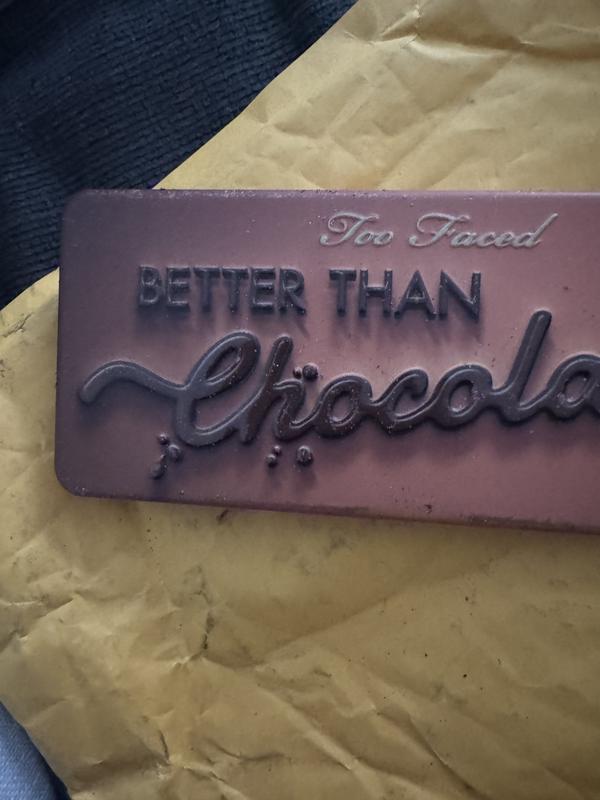 Too Faced
BETTER THAN
Chocola